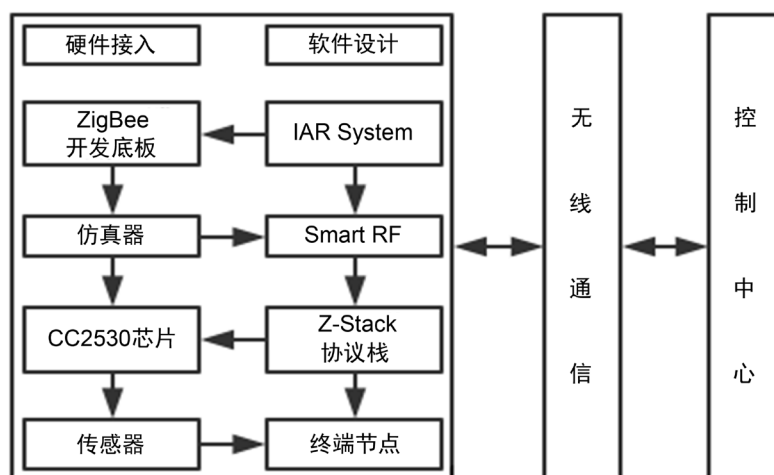 硬件接入
软件设计
ZigBee
开发底板
IAR System
仿真器
Smart RF
CC2530芯片
Z-Stack
协议栈
传感器
终端节点
无
线
通
信
控
制
中
心